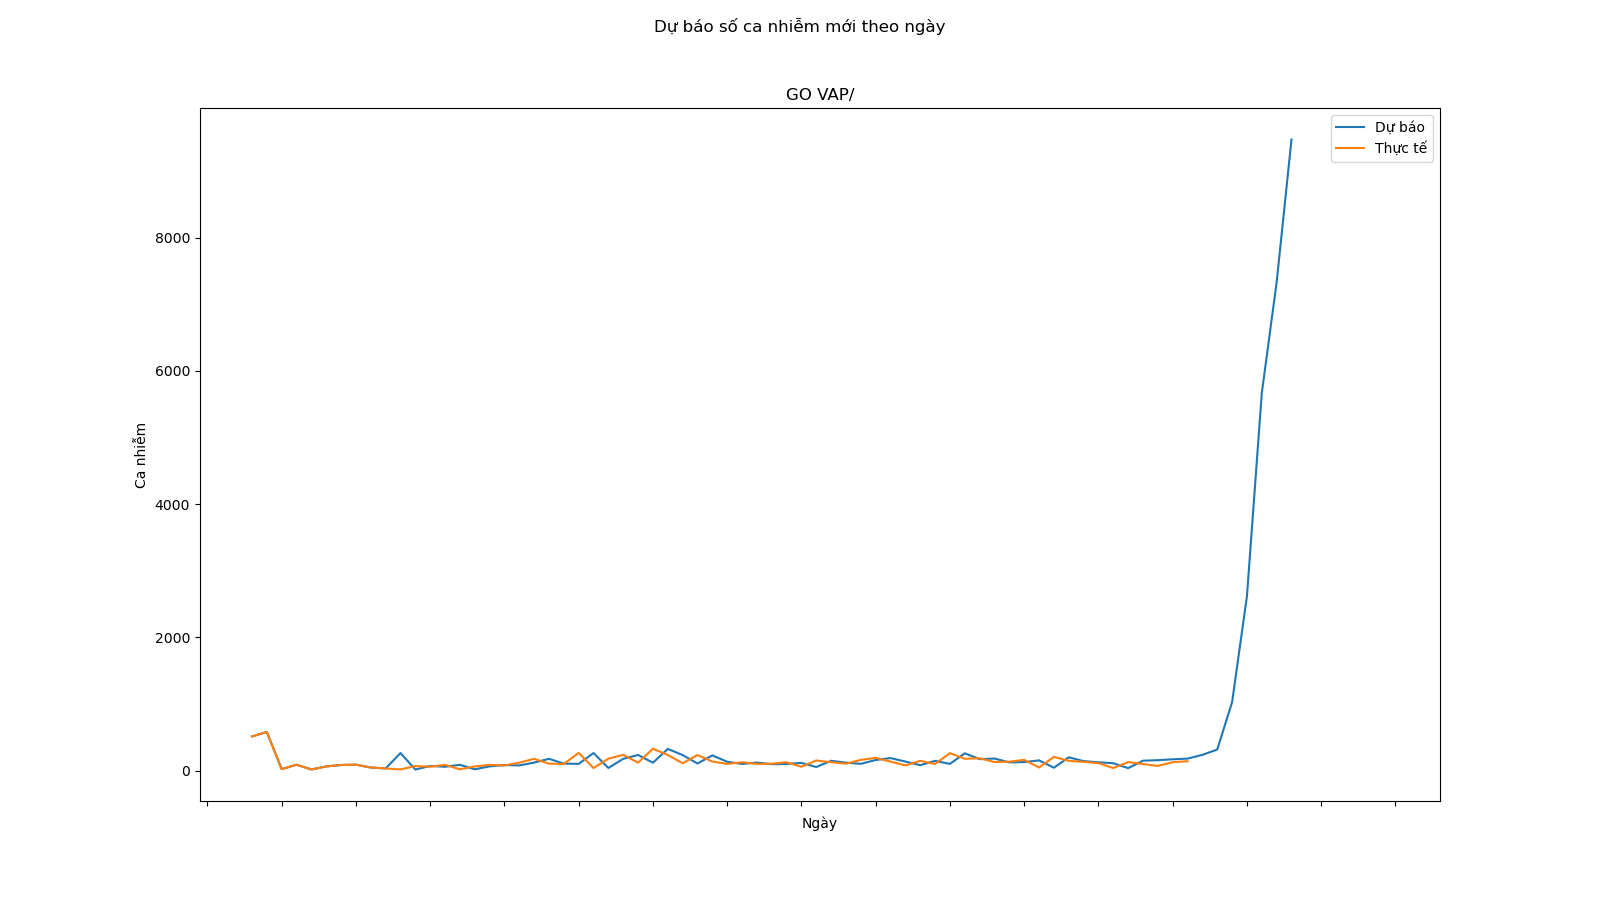 Dự báo số ca nhiễm mới theo ngày
GO VAP/
Dự báo
Thực tế
8000
6000
4000
2000
0
Ca nhiễm
Ngày